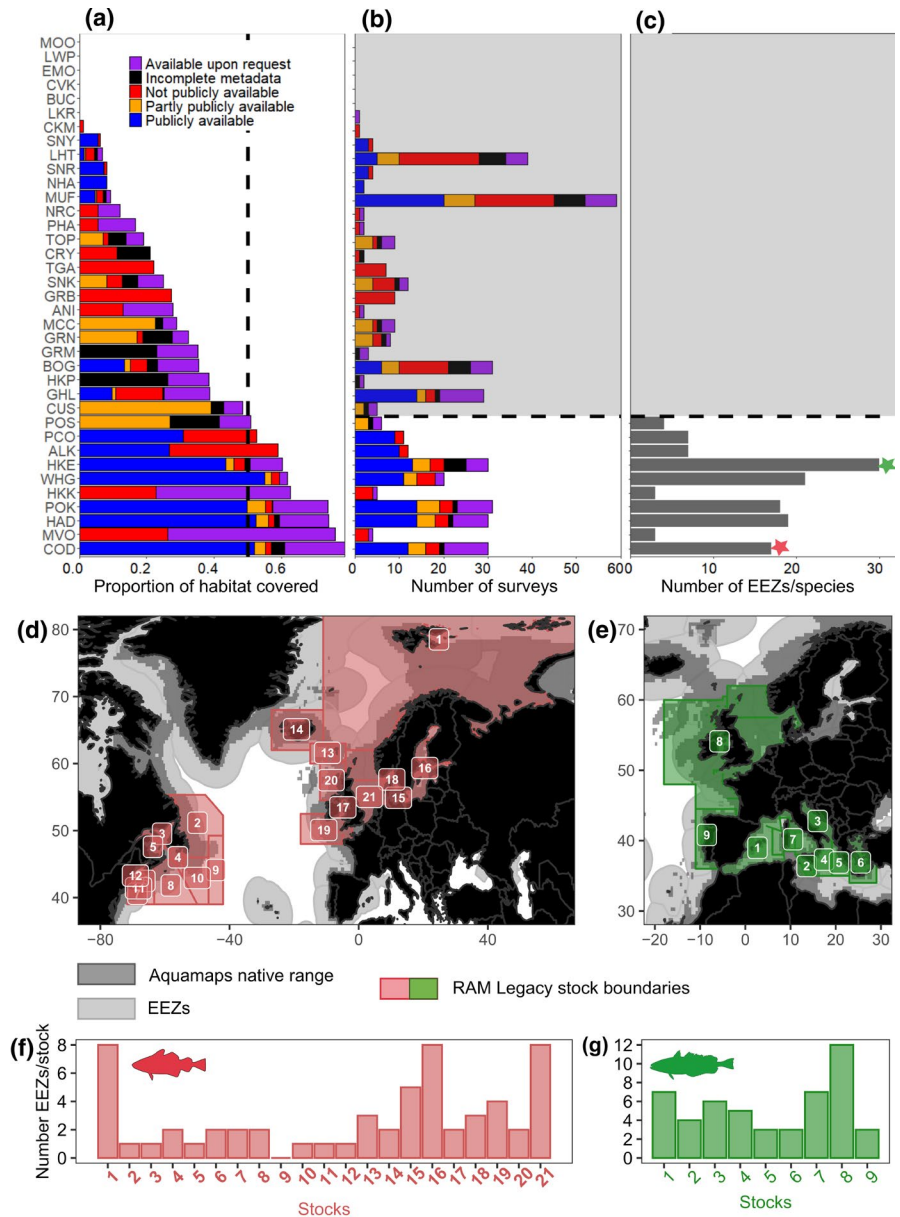 (a) (b) (c)
MOO
LWP
EMO
CVK
BUC
LKR
CKM
SNY
LHT
SNR
NHA
MUF
NRC
PHA
TOP
CRY
TGA
SNK
GRB
ANI
MCC
GRN
GRM
BOG
HKP
GHL
CUS
POS
PCO
ALK
HKE
WHG
HKK
POK
HAD
MVO
COD
Available upon request
Incomplete metadata
Not publicly available
Partly publicly available
Publicly available
0.0 0.2 0.4 0.6
Proportion of habitat covered
0 10 20 30 40 50 60
Number of surveys
0 10 20 30
Number of EEZs/species
(d)
80
70
60
50
40
-80 -40 0 40
1
14
13
16
20
18
15
21
17
19
2
3
5
4
9
12
10
8
11
(e)
70
60
50
40
30
-20 -10 0 10 20 30
8
3
9
7
1
2
4
5
6
Aquamaps native range
EEZs
RAM Legacy stock boundaries
(f)
Number EEZs/stock
8
6
4
2
0
1 2 3 4 5 6 7 8 9 10 11 12 13 14 15 16 17 18 19 20 21
Stocks
(g)
12
10
8
6
4
2
0
1 2 3 4 5 6 7 8 9
Stocks